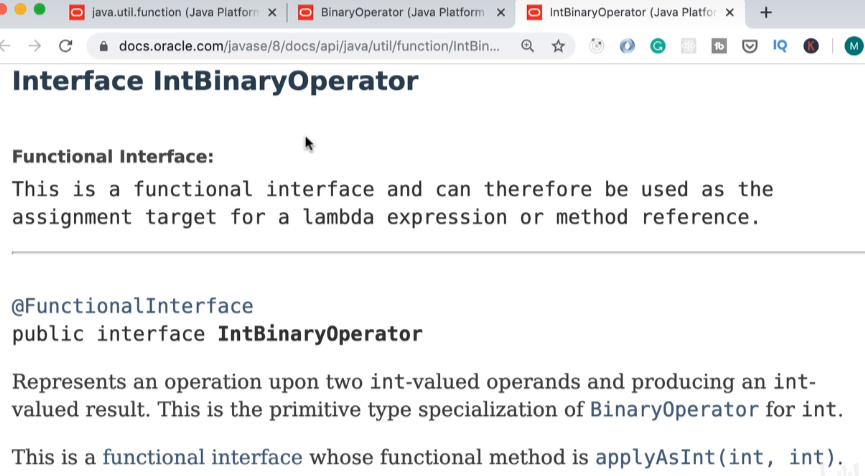 java.util.function (Java Platform
BinaryOperator (Java Platform
IntBinaryOperator (Java Platfor
docs.oracle.com/javase/8/docs/api/java/util/function/IntBin...
IQ
K
M
Interface IntBinaryOperator
Functional Interface:
This is a functional interface and can therefore be used as the
assignment target for a lambda expression or method reference.
@FunctionalInterface
public interface IntBinaryOperator
Represents an operation upon two int-valued operands and producing an int-
valued result. This is the primitive type specialization of BinaryOperator for int.
This is a functional interface whose functional method is applyAsInt(int, int).